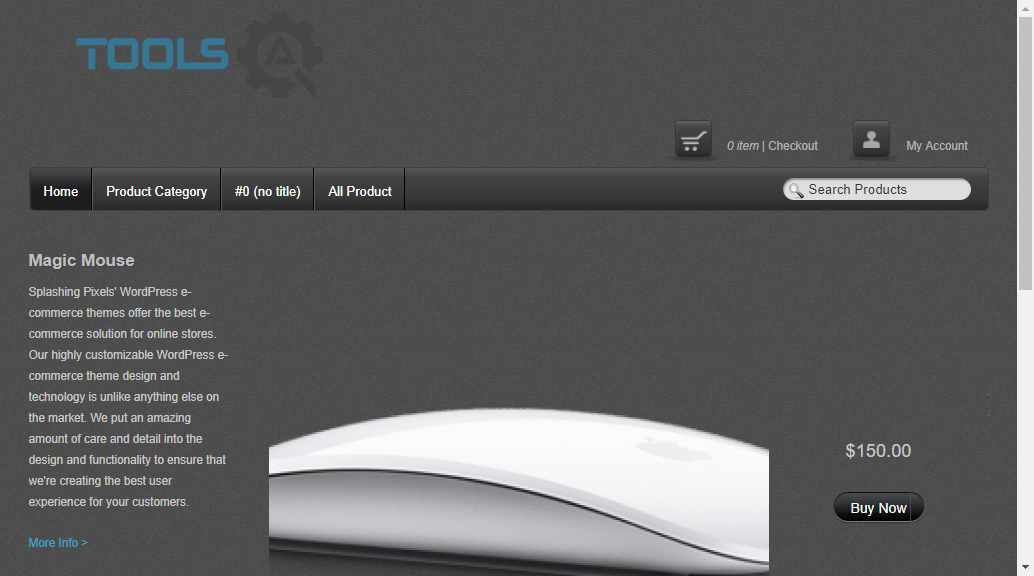 TOOLS
0 item | Checkout
My Account
Home
Product Category
#0 (no title)
All Product
Search Products
Magic Mouse
Splashing Pixels' WordPress e-
commerce themes offer the best e-
commerce solution for online stores.
Our highly customizable WordPress e-
commerce theme design and
technology is unlike anything else on
the market. We put an amazing
amount of care and detail into the
design and functionality to ensure that
we're creating the best user
experience for your customers.
More Info >
$150.00
Buy Now